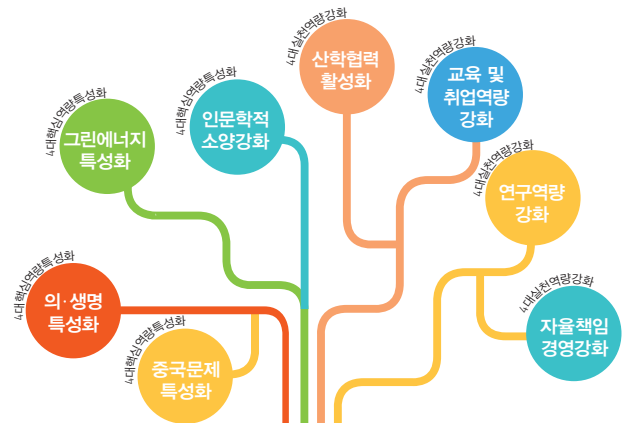 4대실천역량강화
산학협력
활성화
4대실천역량강화
교육 및
취업역량
강화
4대핵심역량특성화
인문학적
소양강화
4대핵심역량특성화
그린에너지
특성화
4대실천역량강화
연구역량
강화
4대핵심역량특성화
의·생명
특성화
4대실천역량강화
자율책임
경영강화
4대핵심역량특성화
중국문제
특성화